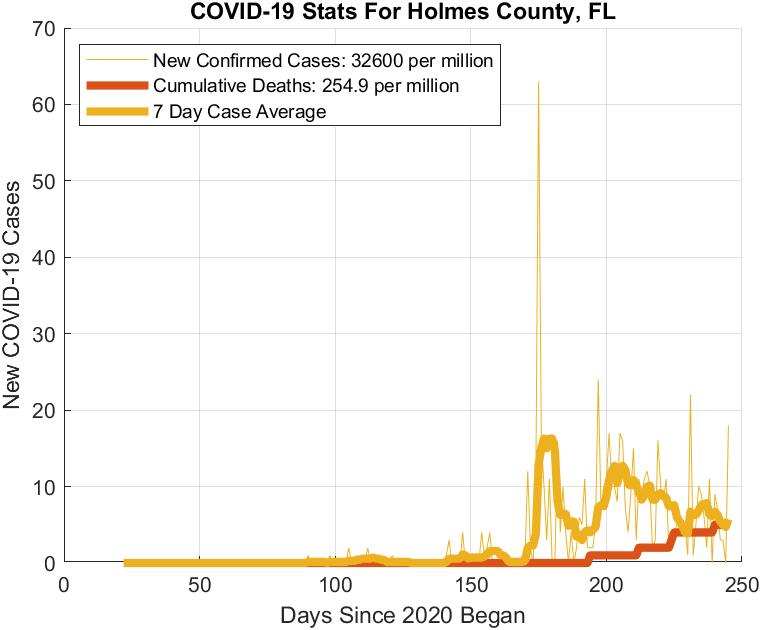 COVID-19 Stats For Holmes County, FL
70
60
50
40
30
20
10
0
New COVID-19 Cases
New Confirmed Cases: 32600 per million
Cumulative Deaths: 254.9 per million
7 Day Case Average
0 50 100 150 200 250
Days Since 2020 Began